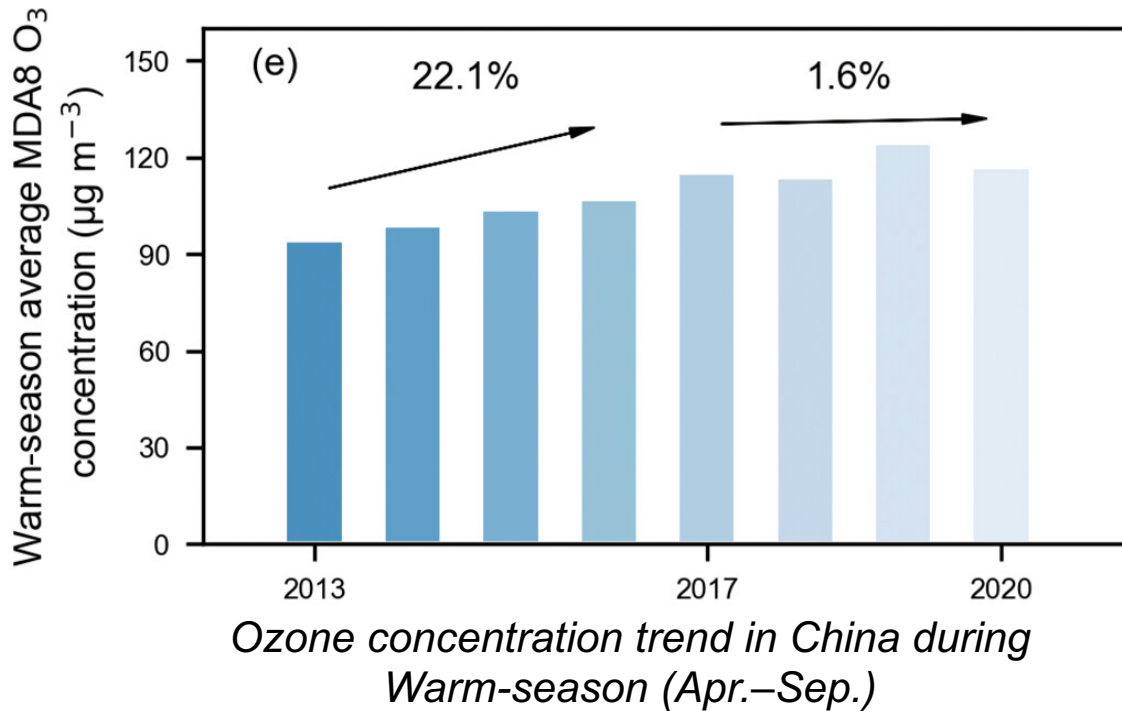 Warm-season average MDA8 O₃
concentration (µg m⁻³)
(e)
22.1%
1.6%
150
120
90
60
30
0
2013
2017
2020
Ozone concentration trend in China during
Warm-season (Apr.–Sep.)